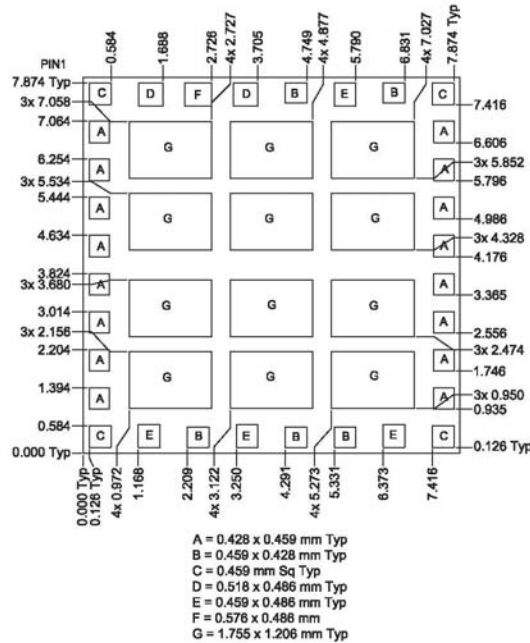 0.584
1.688
2.728
4x 2.727
3.705
4.749
4x 4.877
5.790
6.831
4x 7.027
7.874 Typ
PIN1
7.874 Typ
C D F D B E B C
3x 7.058
7.416
7.064
A A
G G G
6.606
6.254
A A
3x 5.852
3x 5.534
5.796
5.444
A A
G G G
4.986
4.634
A A
3x 4.328
4.176
3.824
3x 3.680
A A
3.365
G G G
3.014
A A
2.556
3x 2.156
3x 2.474
2.204
A A
1.746
G G G
1.394
A A
3x 0.950
0.935
0.584
C E B E B B E C
0.126 Typ
0.000 Typ
0.000 Typ
0.126 Typ
4x 0.972
1.168
2.209
4x 3.122
3.250
4.291
4x 5.273
5.331
6.373
7.416
A = 0.428 x 0.459 mm Typ
B = 0.459 x 0.428 mm Typ
C = 0.459 mm Sq Typ
D = 0.518 x 0.486 mm Typ
E = 0.459 x 0.486 mm Typ
F = 0.576 x 0.486 mm
G = 1.755 x 1.206 mm Typ